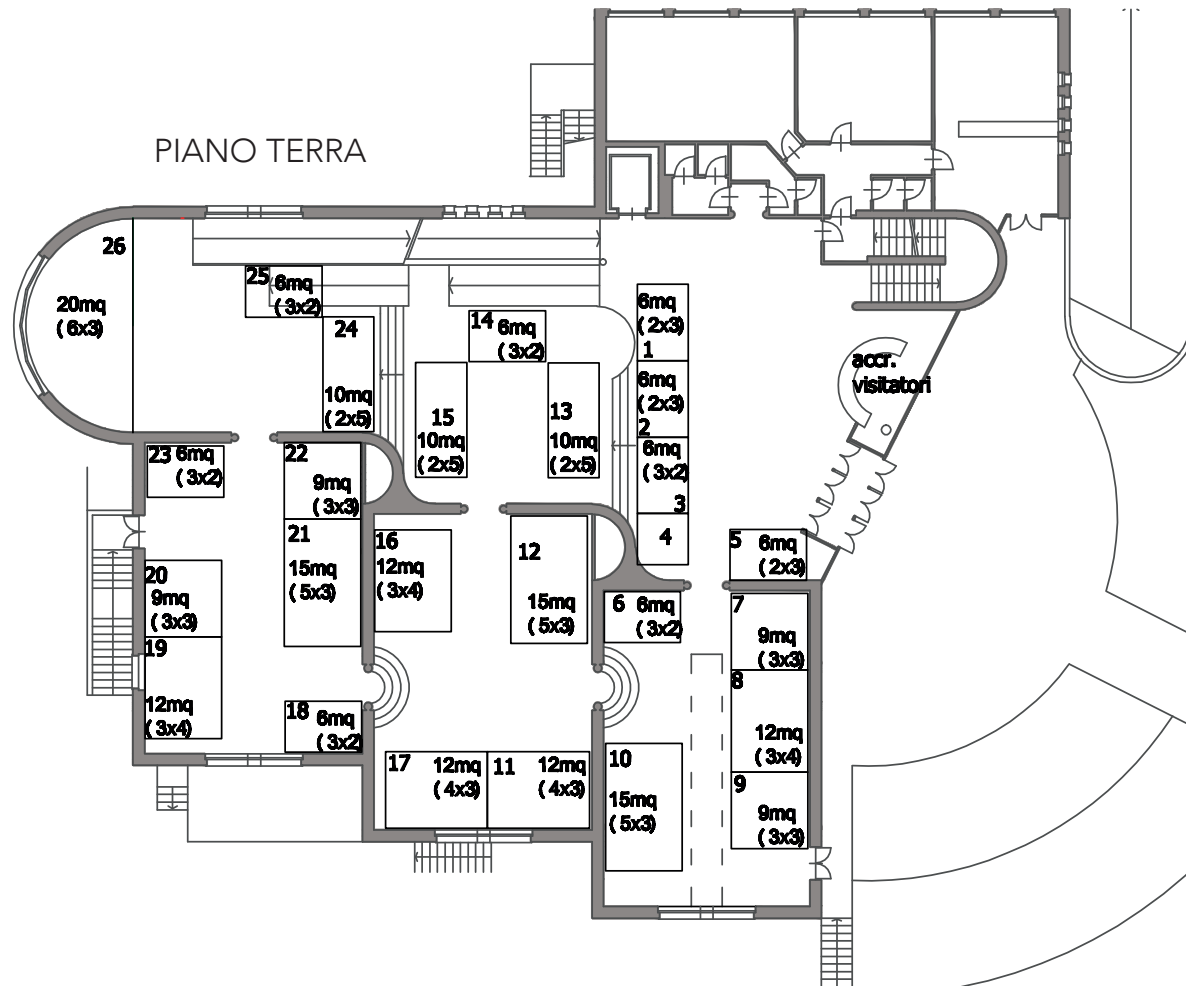 PIANO TERRA
26
20mq
( 6x3)
25 6mq
( 3x2)
24
10mq
( 2x5)
14 6mq
( 3x2)
15
10mq
( 2x5)
13
10mq
( 2x5)
6mq
( 2x3)
1
6mq
( 2x3)
2
6mq
( 3x2)
3
4
accr.
visitatori
5 6mq
( 2x3)
23 6mq
( 3x2)
22
9mq
( 3x3)
21
15mq
( 5x3)
20
9mq
( 3x3)
19
12mq
( 3x4)
18 6mq
( 3x2)
16
12mq
( 3x4)
12
15mq
( 5x3)
17 12mq
( 4x3)
11 12mq
( 4x3)
6 6mq
( 3x2)
7
9mq
( 3x3)
8
12mq
( 3x4)
9
9mq
( 3x3)
10
15mq
( 5x3)